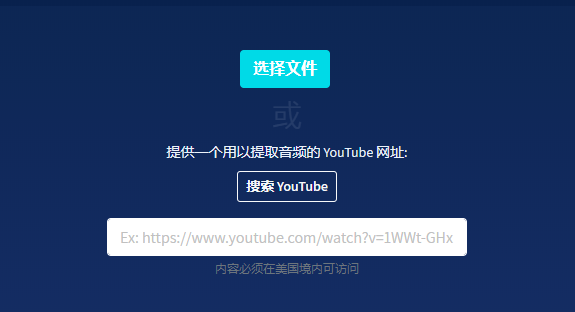 选择文件
或
提供一个用以提取音频的 YouTube 网址:
搜索 YouTube
Ex: https://www.youtube.com/watch?v=1WWt-GHx
内容必须在美国境内可访问